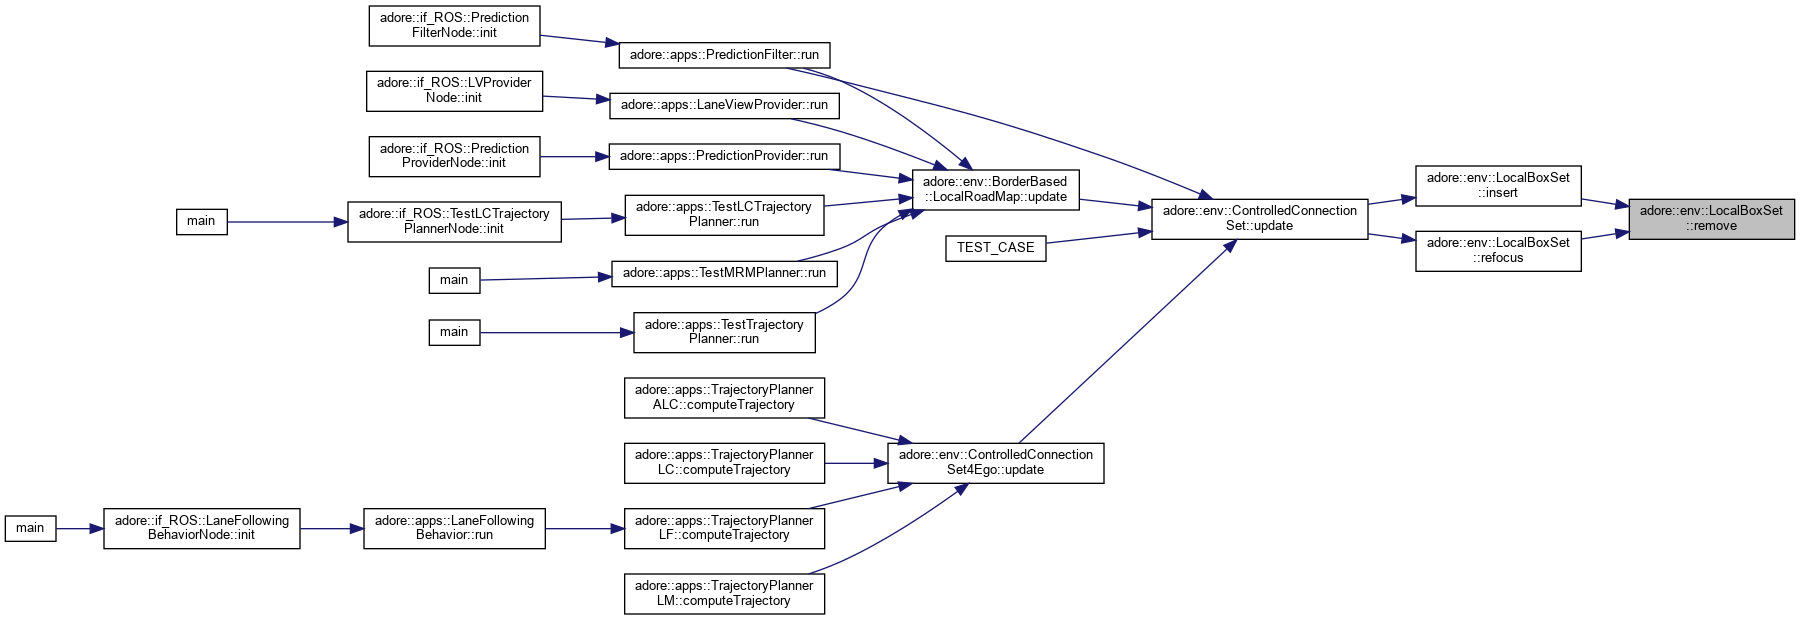 adore::if_ROS::Prediction
FilterNode::init
adore::apps::PredictionFilter::run
adore::if_ROS::LVProvider
Node::init
adore::apps::LaneViewProvider::run
adore::if_ROS::Prediction
ProviderNode::init
adore::apps::PredictionProvider::run
adore::env::BorderBased
::LocalRoadMap::update
adore::env::LocalBoxSet
::insert
main
adore::if_ROS::TestLCTrajectory
PlannerNode::init
adore::apps::TestLCTrajectory
Planner::run
adore::env::ControlledConnection
Set::update
adore::env::LocalBoxSet
::remove
TEST_CASE
adore::env::LocalBoxSet
::refocus
main
adore::apps::TestMRMPlanner::run
main
adore::apps::TestTrajectory
Planner::run
adore::apps::TrajectoryPlanner
ALC::computeTrajectory
adore::apps::TrajectoryPlanner
LC::computeTrajectory
adore::env::ControlledConnection
Set4Ego::update
main
adore::if_ROS::LaneFollowing
BehaviorNode::init
adore::apps::LaneFollowing
Behavior::run
adore::apps::TrajectoryPlanner
LF::computeTrajectory
adore::apps::TrajectoryPlanner
LM::computeTrajectory